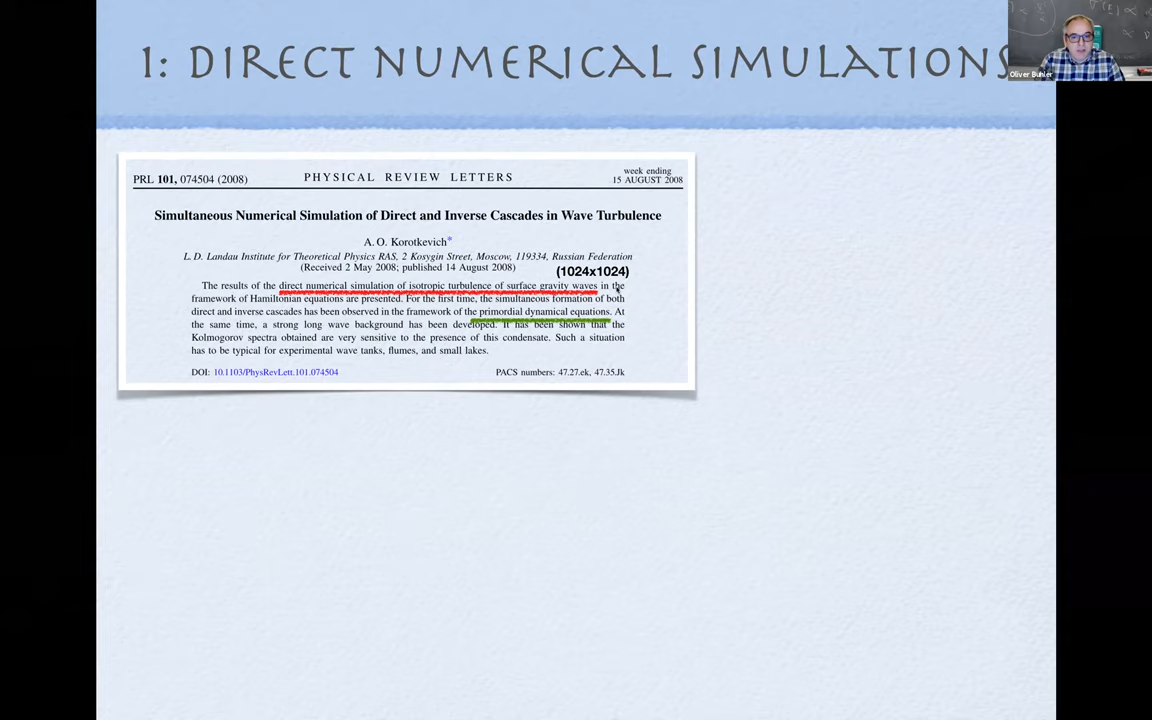 1: DIRECT NUMERICAL SIMULATIONS
Oliver Buhler
PRL 101, 074504 (2008)
PHYSICAL REVIEW LETTERS
week ending
15 AUGUST 2008
Simultaneous Numerical Simulation of Direct and Inverse Cascades in Wave Turbulence
A. O. Korotkevich*
L. D. Landau Institute for Theoretical Physics RAS, 2 Kosygin Street, Moscow, 119334, Russian Federation
(Received 2 May 2008; published 14 August 2008)
(1024x1024)
The results of the direct numerical simulation of isotropic turbulence of surface gravity waves in the
framework of Hamiltonian equations are presented. For the first time, the simultaneous formation of both
direct and inverse cascades has been observed in the framework of the primordial dynamical equations. At
the same time, a strong long wave background has been developed. It has been shown that the
Kolmogorov spectra obtained are very sensitive to the presence of this condensate. Such a situation
has to be typical for experimental wave tanks, flumes, and small lakes.
DOI: 10.1103/PhysRevLett.101.074504
PACS numbers: 47.27.ek, 47.35.Jk